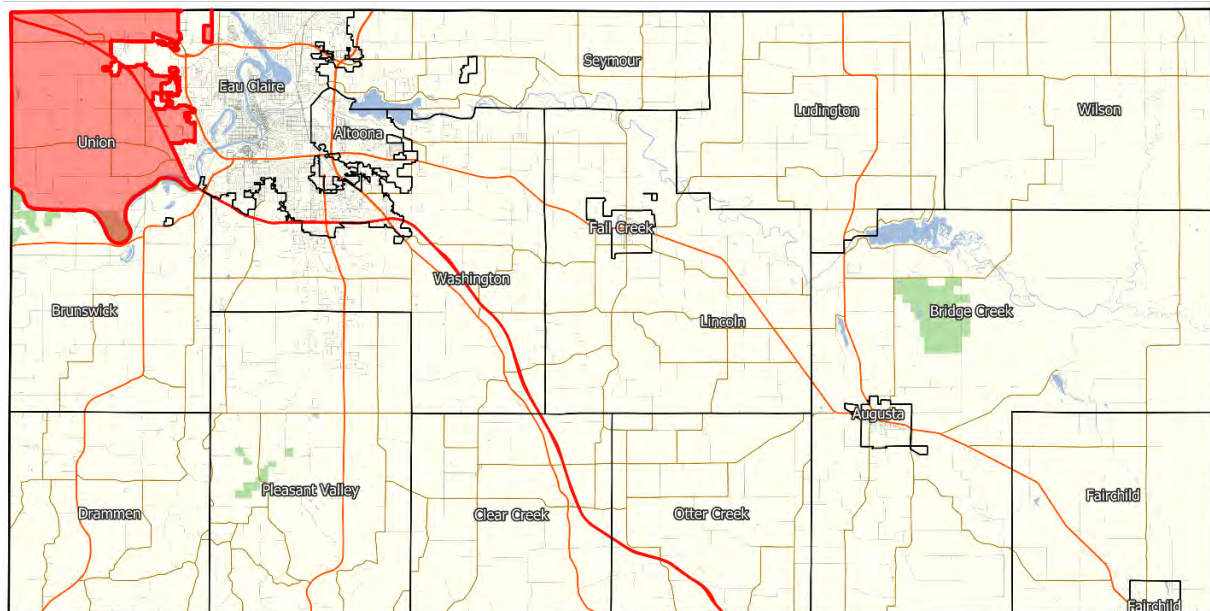 Seymour
Eau Claire
Ludington
Wilson
Altoona
Union
Fall Creek
Washington
Brunswick
Bridge Creek
Lincoln
Augusta
Pleasant Valley
Fairchild
Drammen
Clear Creek
Otter Creek
Fairchild